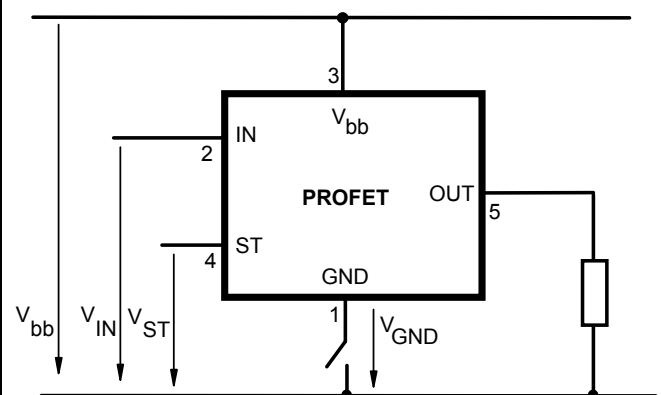 3
V_bb
IN
2
PROFET
OUT
5
ST
4
GND
1
V_bb
V_IN
V_ST
V_GND